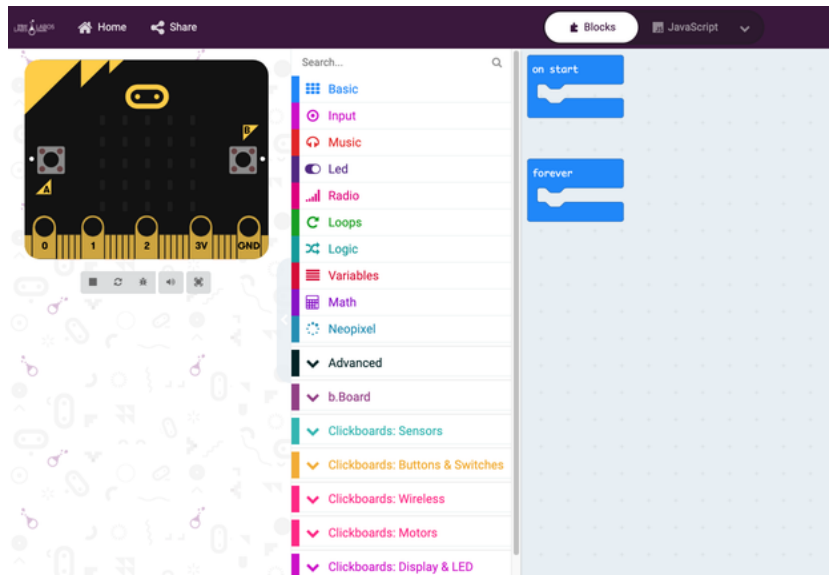 Home
Share
Blocks
JavaScript
Search...
Basic
Input
Music
Led
Radio
Loops
Logic
Variables
Math
Neopixel
Advanced
b.Board
Clickboards: Sensors
Clickboards: Buttons & Switches
Clickboards: Wireless
Clickboards: Motors
Clickboards: Display & LED
on start
forever
B
A
0 1 2 3V GND